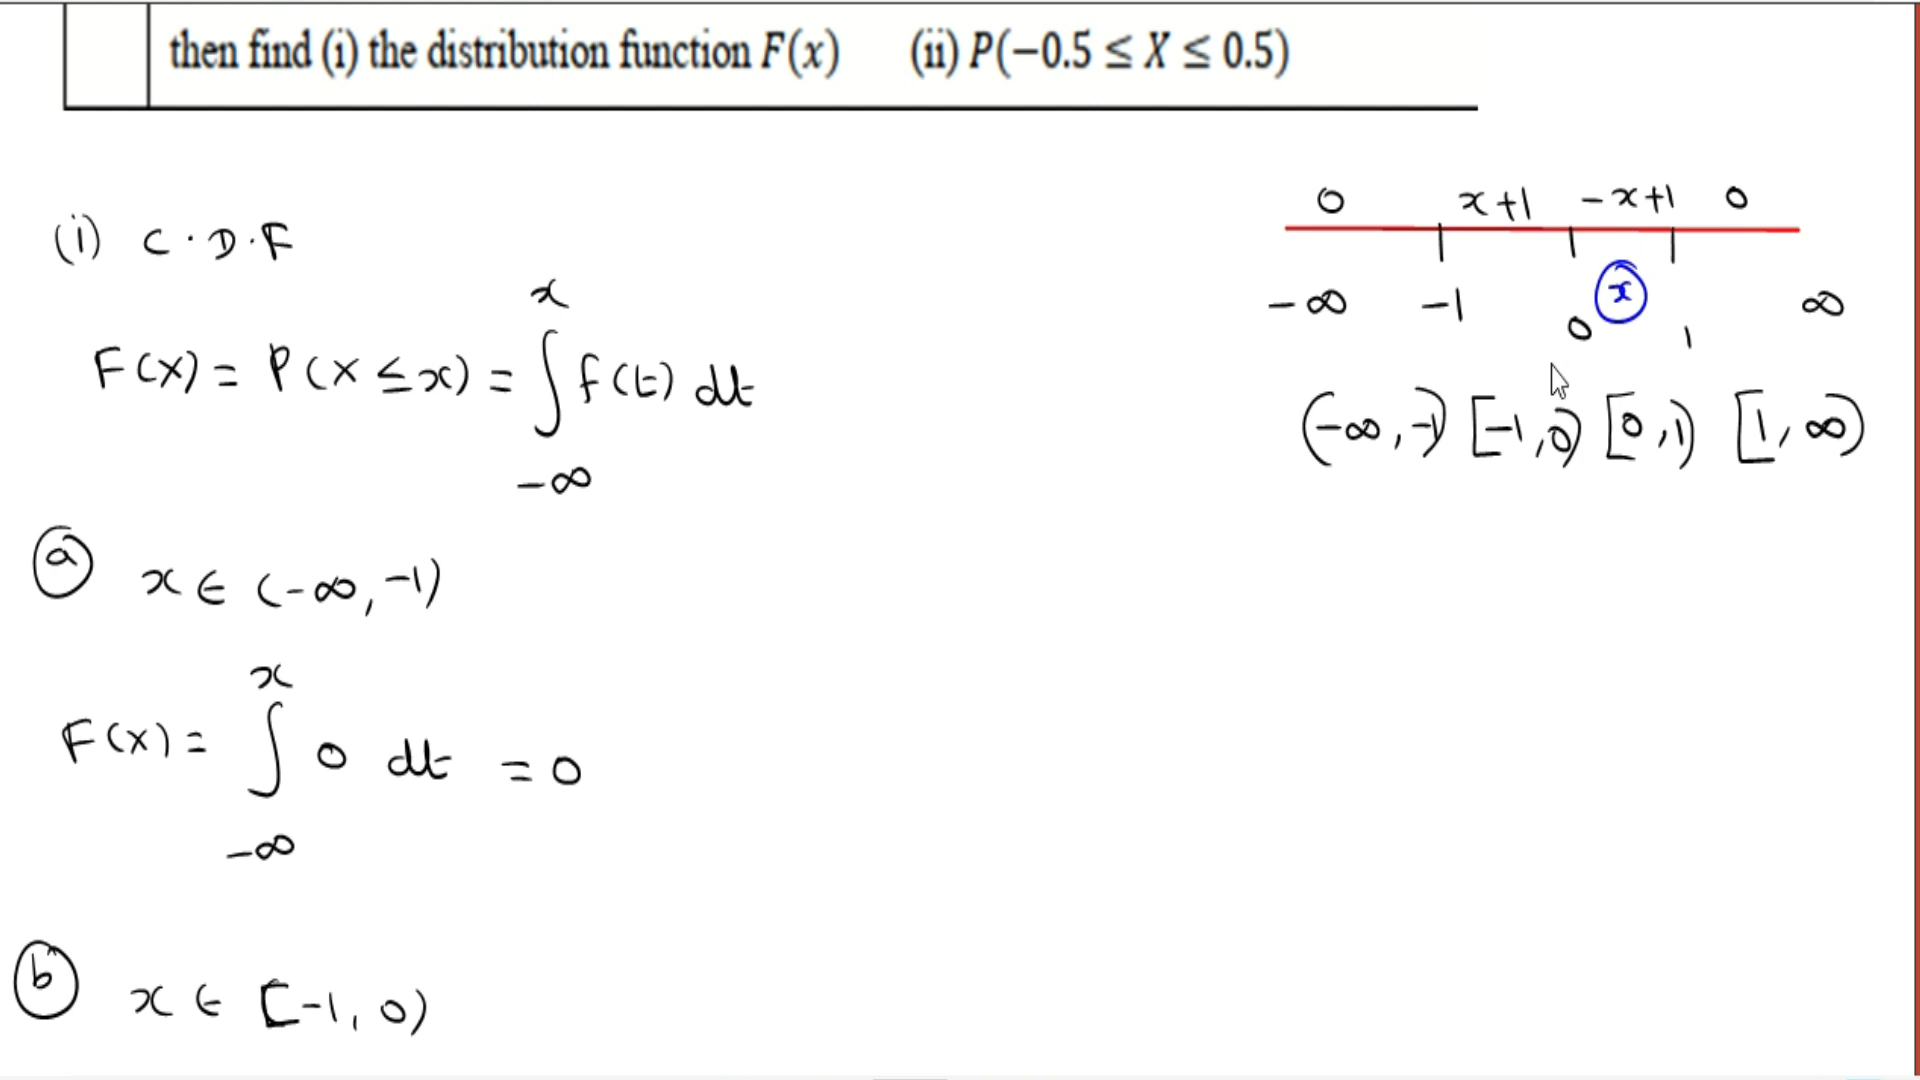 then find (i) the distribution function F(x) (ii) P(−0.5 ≤ X ≤ 0.5)
0 x+1 -x+1 0
-∞ -1 0 x 1 ∞
(-∞,-1) [-1,0) [0,1) [1,∞)
(i) C.D.F
x
F(x) = P(X ≤ x) = ∫ f(t) dt
-∞
a x ∈ (-∞,-1)
x
F(x) = ∫ 0 dt = 0
-∞
b x ∈ [-1,0)